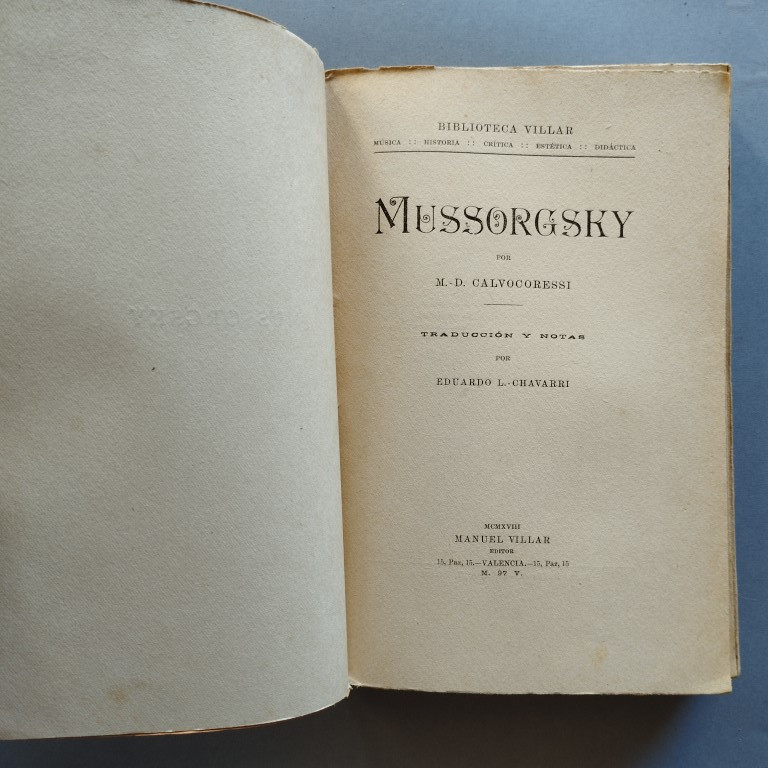 BIBLIOTECA VILLAR
MÚSICA :: HISTORIA :: CRÍTICA :: ESTÉTICA :: DIDÁCTICA
MUSSORGSKY
POR
M.-D. CALVOCORESSI
TRADUCCIÓN Y NOTAS
POR
EDUARDO L.-CHAVARRI
MCMXVIII
MANUEL VILLAR
EDITOR
15, Paz, 15.—VALENCIA.—15, Paz, 15
M. 97 V.